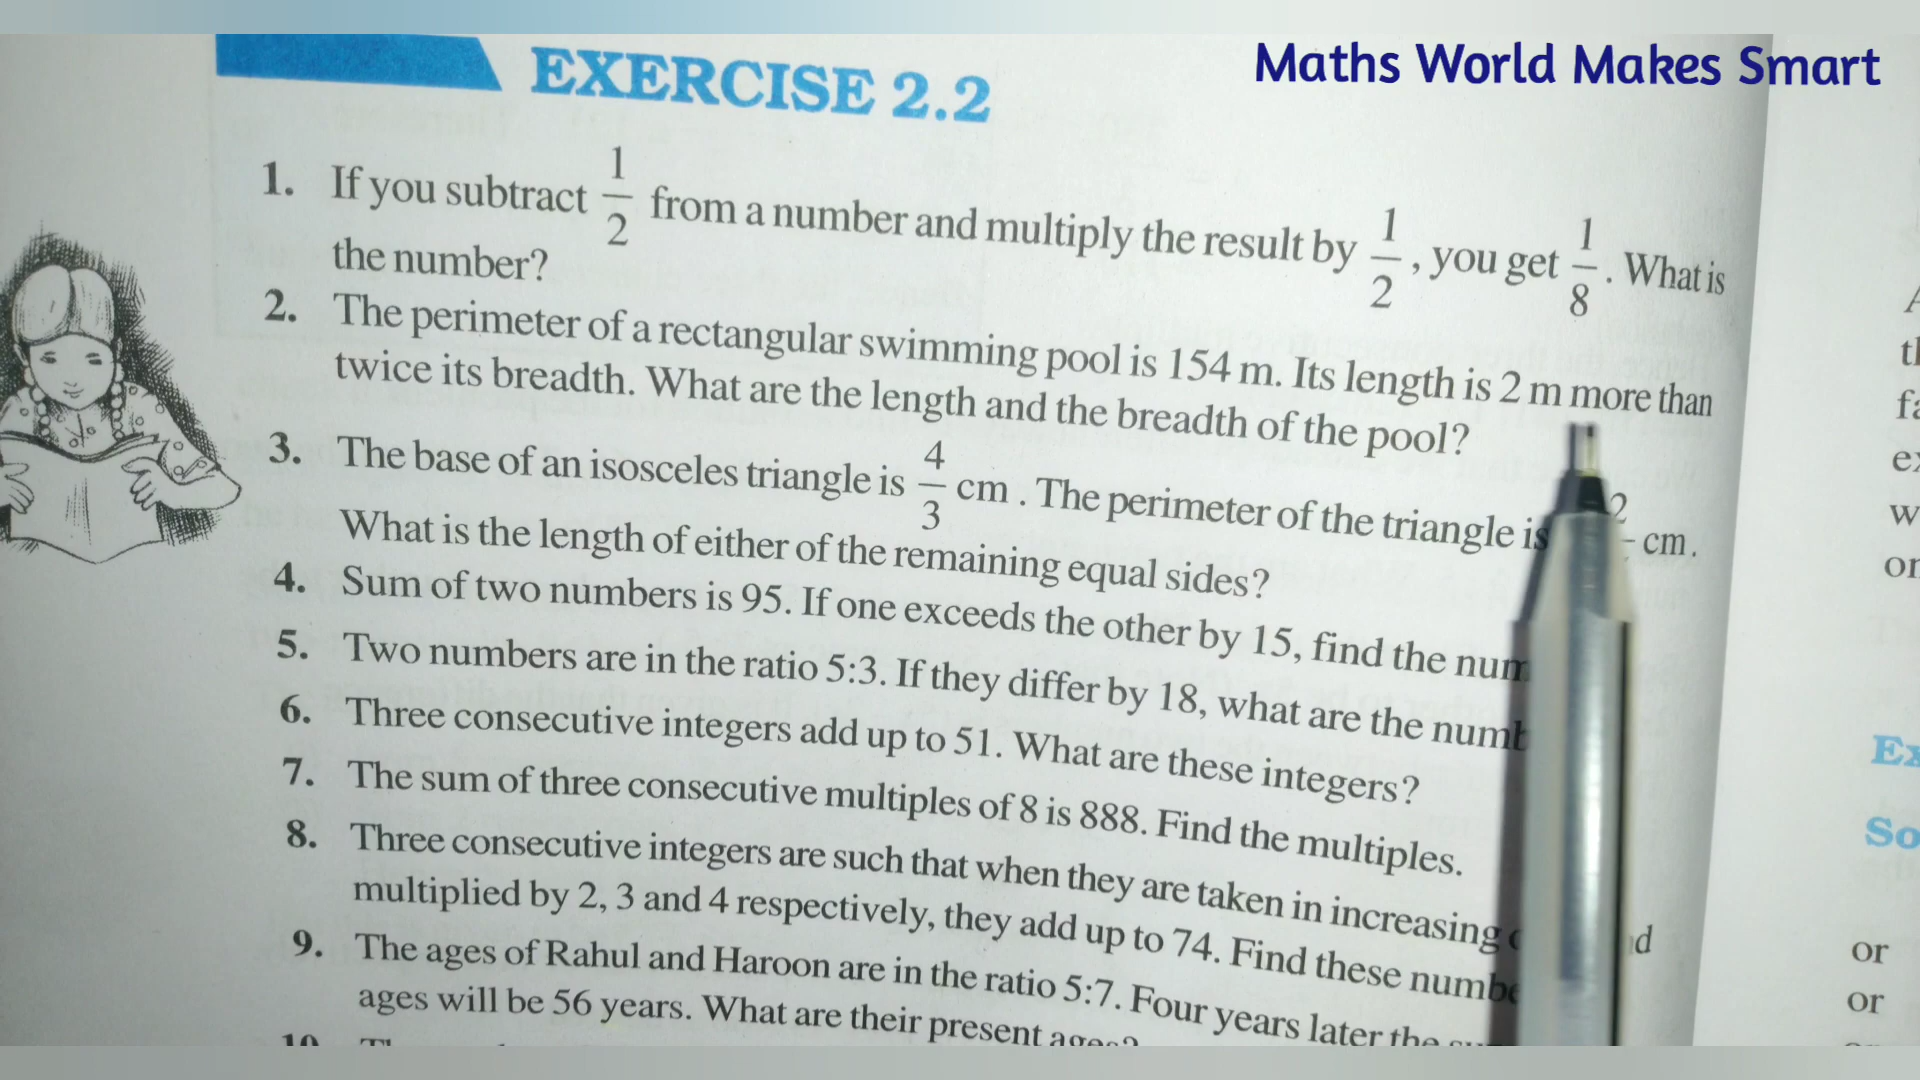 Maths World Makes Smart
EXERCISE 2.2
1. If you subtract 1/2 from a number and multiply the result by 1/2, you get 1/8. What is
the number?
2. The perimeter of a rectangular swimming pool is 154 m. Its length is 2 m more than
twice its breadth. What are the length and the breadth of the pool?
3. The base of an isosceles triangle is 4/3 cm. The perimeter of the triangle is 2 cm.
What is the length of either of the remaining equal sides?
4. Sum of two numbers is 95. If one exceeds the other by 15, find the
5. Two numbers are in the ratio 5:3. If they differ by 18, what are the
6. Three consecutive integers add up to 51. What are these integers?
7. The sum of three consecutive multiples of 8 is 888. Find the multiples.
8. Three consecutive integers are such that when they are taken in increasing
multiplied by 2, 3 and 4 respectively, they add up to 74. Find these
9. The ages of Rahul and Haroon are in the ratio 5:7. Four years later the
ages will be 56 years. What are their present ages?
10
Ex
So
or
or